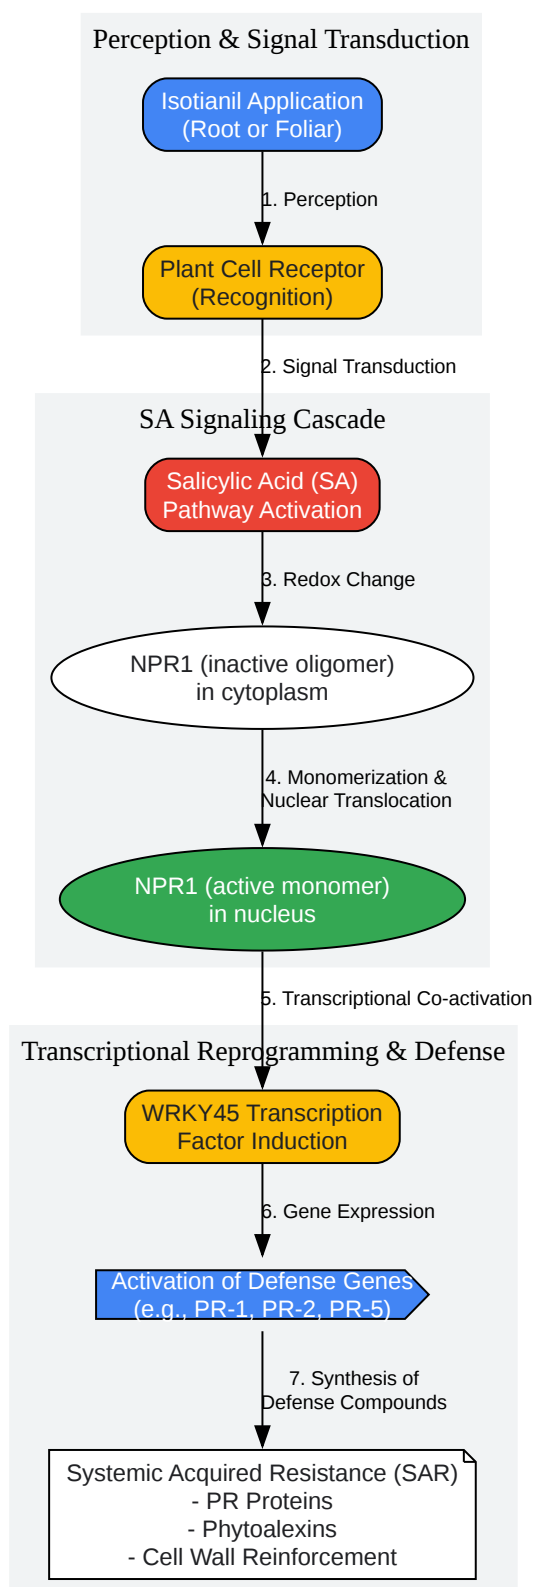 Perception & Signal Transduction
Isotianil Application
(Root or Foliar)
1. Perception
Plant Cell Receptor
(Recognition)
2. Signal Transduction
SA Signaling Cascade
Salicylic Acid (SA)
Pathway Activation
3. Redox Change
NPR1 (inactive oligomer)
in cytoplasm
4. Monomerization &
Nuclear Translocation
NPR1 (active monomer)
in nucleus
5. Transcriptional Co-activation
Transcriptional Reprogramming & Defense
WRKY45 Transcription
Factor Induction
6. Gene Expression
Activation of Defense Genes
(e.g., PR-1, PR-2, PR-5)
7. Synthesis of
Defense Compounds
Systemic Acquired Resistance (SAR)
- PR Proteins
- Phytoalexins
- Cell Wall Reinforcement